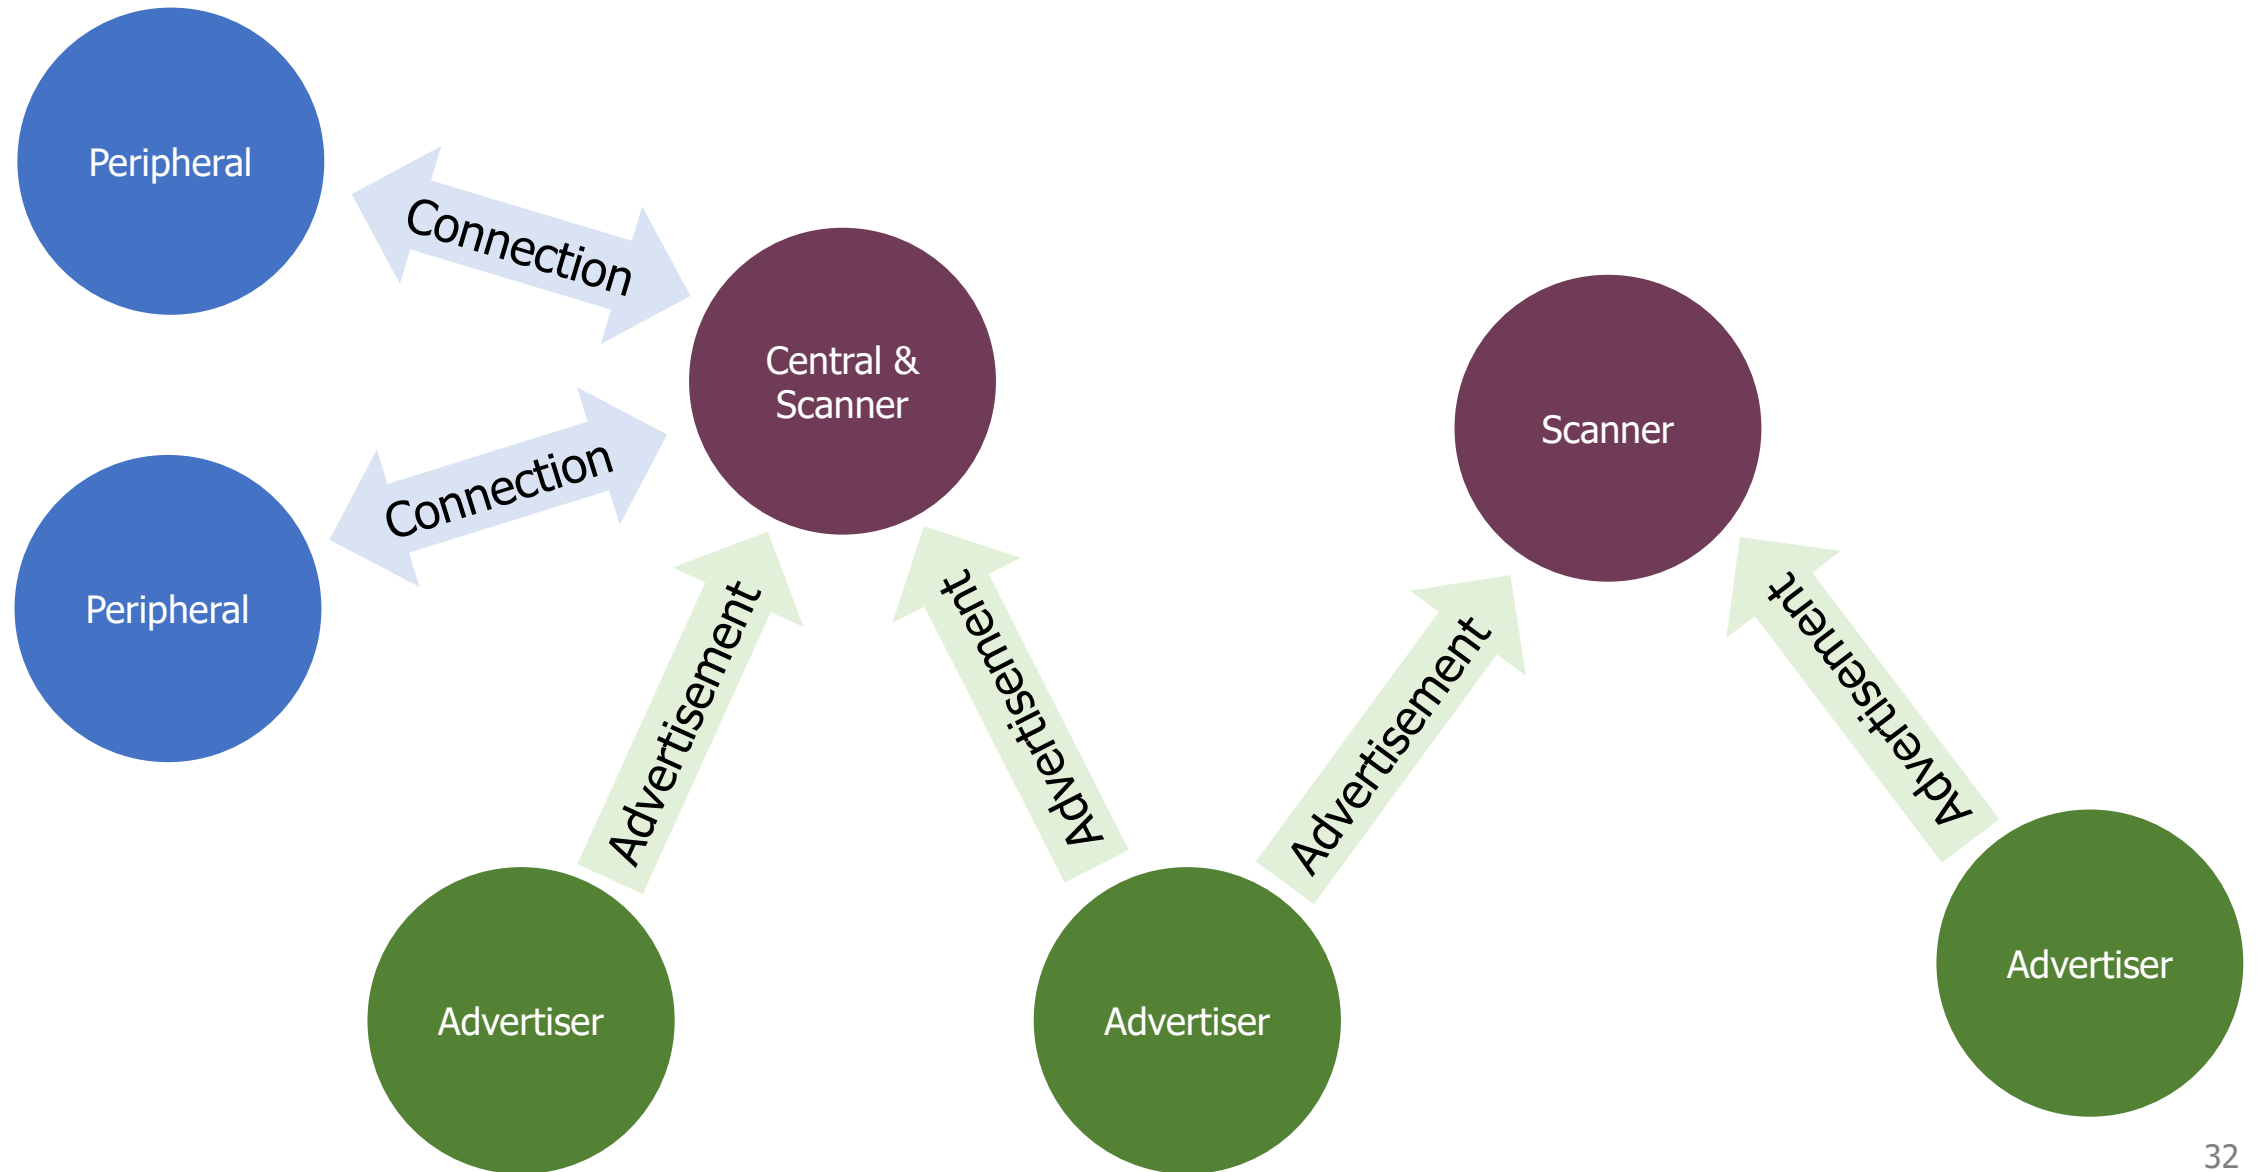 Peripheral
Connection
Central &
Scanner
Scanner
Connection
Peripheral
Advertisement
Advertisement
Advertisement
Advertisement
Advertiser
Advertiser
Advertiser
32